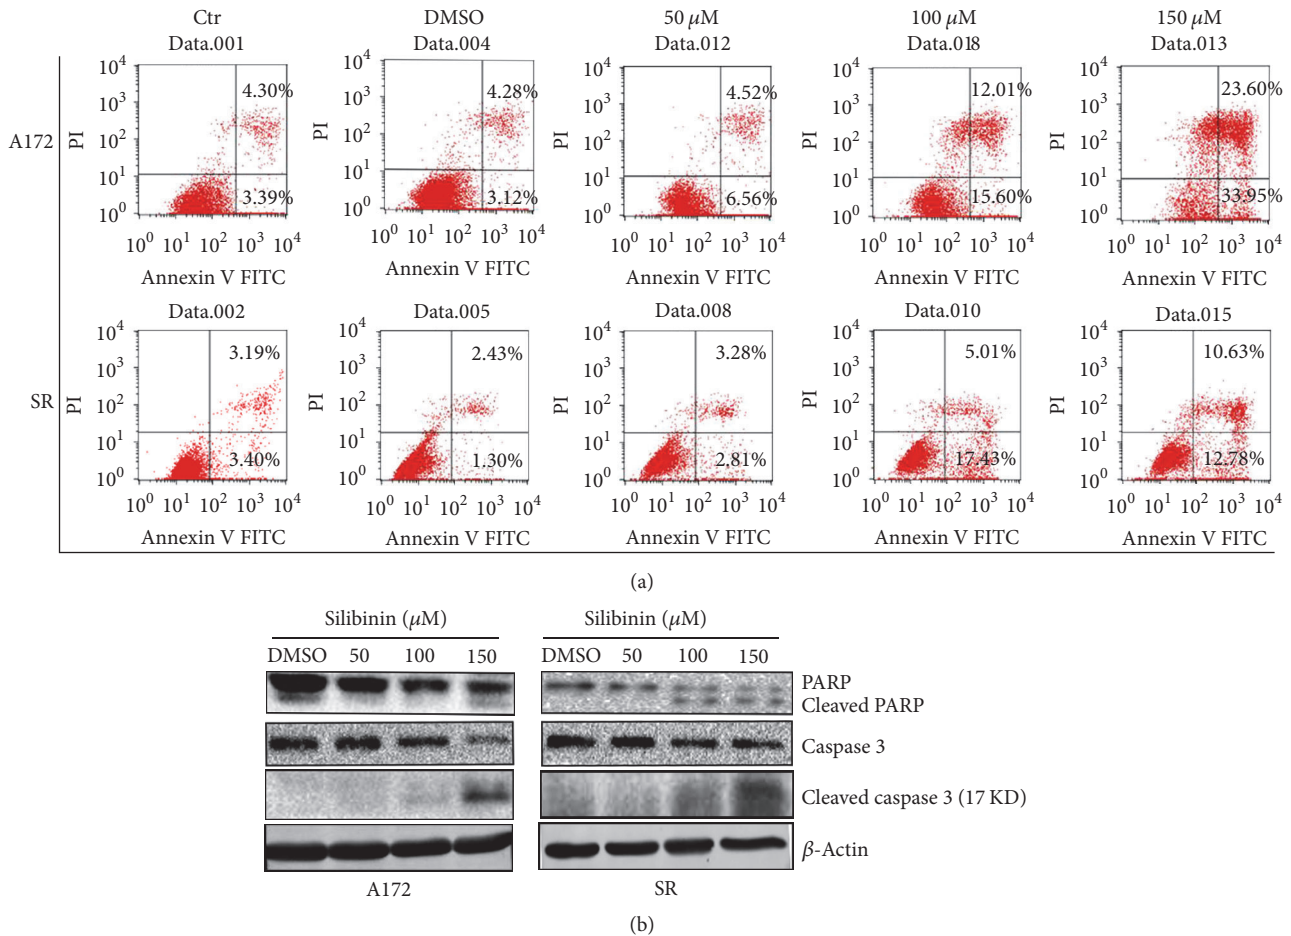 Ctr DMSO 50 μM 100 μM 150 μM
Data.001 Data.004 Data.012 Data.018 Data.013
A172
PI 10⁴ 10³ 10² 10¹ 10⁰ 4.30% 3.39%
10⁰ 10¹ 10² 10³ 10⁴
Annexin V FITC
PI 10⁴ 10³ 10² 10¹ 10⁰ 4.28% 3.12%
10⁰ 10¹ 10² 10³ 10⁴
Annexin V FITC
PI 10⁴ 10³ 10² 10¹ 10⁰ 4.52% 6.56%
10⁰ 10¹ 10² 10³ 10⁴
Annexin V FITC
PI 10⁴ 10³ 10² 10¹ 10⁰ 12.01% 15.60%
10⁰ 10¹ 10² 10³ 10⁴
Annexin V FITC
PI 10⁴ 10³ 10² 10¹ 10⁰ 23.60% 33.95%
10⁰ 10¹ 10² 10³ 10⁴
Annexin V FITC
Data.002 Data.005 Data.008 Data.010 Data.015
SR
PI 10⁴ 10³ 10² 10¹ 10⁰ 3.19% 3.40%
10⁰ 10¹ 10² 10³ 10⁴
Annexin V FITC
PI 10⁴ 10³ 10² 10¹ 10⁰ 2.43% 1.30%
10⁰ 10¹ 10² 10³ 10⁴
Annexin V FITC
PI 10⁴ 10³ 10² 10¹ 10⁰ 3.28% 2.81%
10⁰ 10¹ 10² 10³ 10⁴
Annexin V FITC
PI 10⁴ 10³ 10² 10¹ 10⁰ 5.01% 17.43%
10⁰ 10¹ 10² 10³ 10⁴
Annexin V FITC
PI 10⁴ 10³ 10² 10¹ 10⁰ 10.63% 12.78%
10⁰ 10¹ 10² 10³ 10⁴
Annexin V FITC
(a)
Silibinin (μM) Silibinin (μM)
DMSO 50 100 150 DMSO 50 100 150
PARP
Cleaved PARP
Caspase 3
Cleaved caspase 3 (17 KD)
β-Actin
A172 SR
(b)